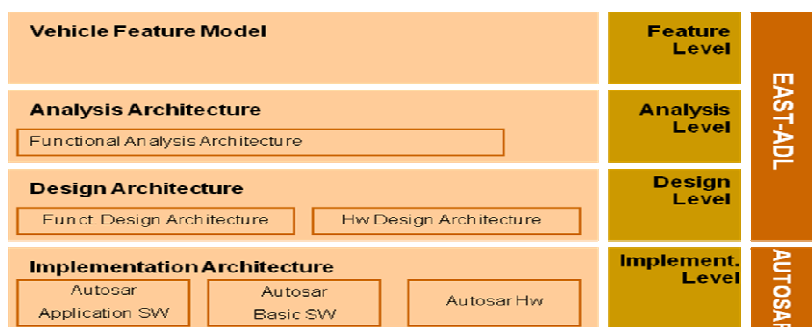 Vehicle Feature Model
Feature
Level
Analysis Architecture
Functional Analysis Architecture
Analysis
Level
Design Architecture
Funct. Design Architecture
Hw Design Architecture
Design
Level
EAST-ADL
Implementation Architecture
Autosar
Application SW
Autosar
Basic SW
Autosar Hw
Implement.
Level
AUTOSAR